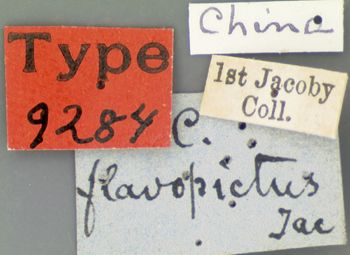 China
Type
9284
1st Jacoby
Coll.
C.
flavopictus
Jac